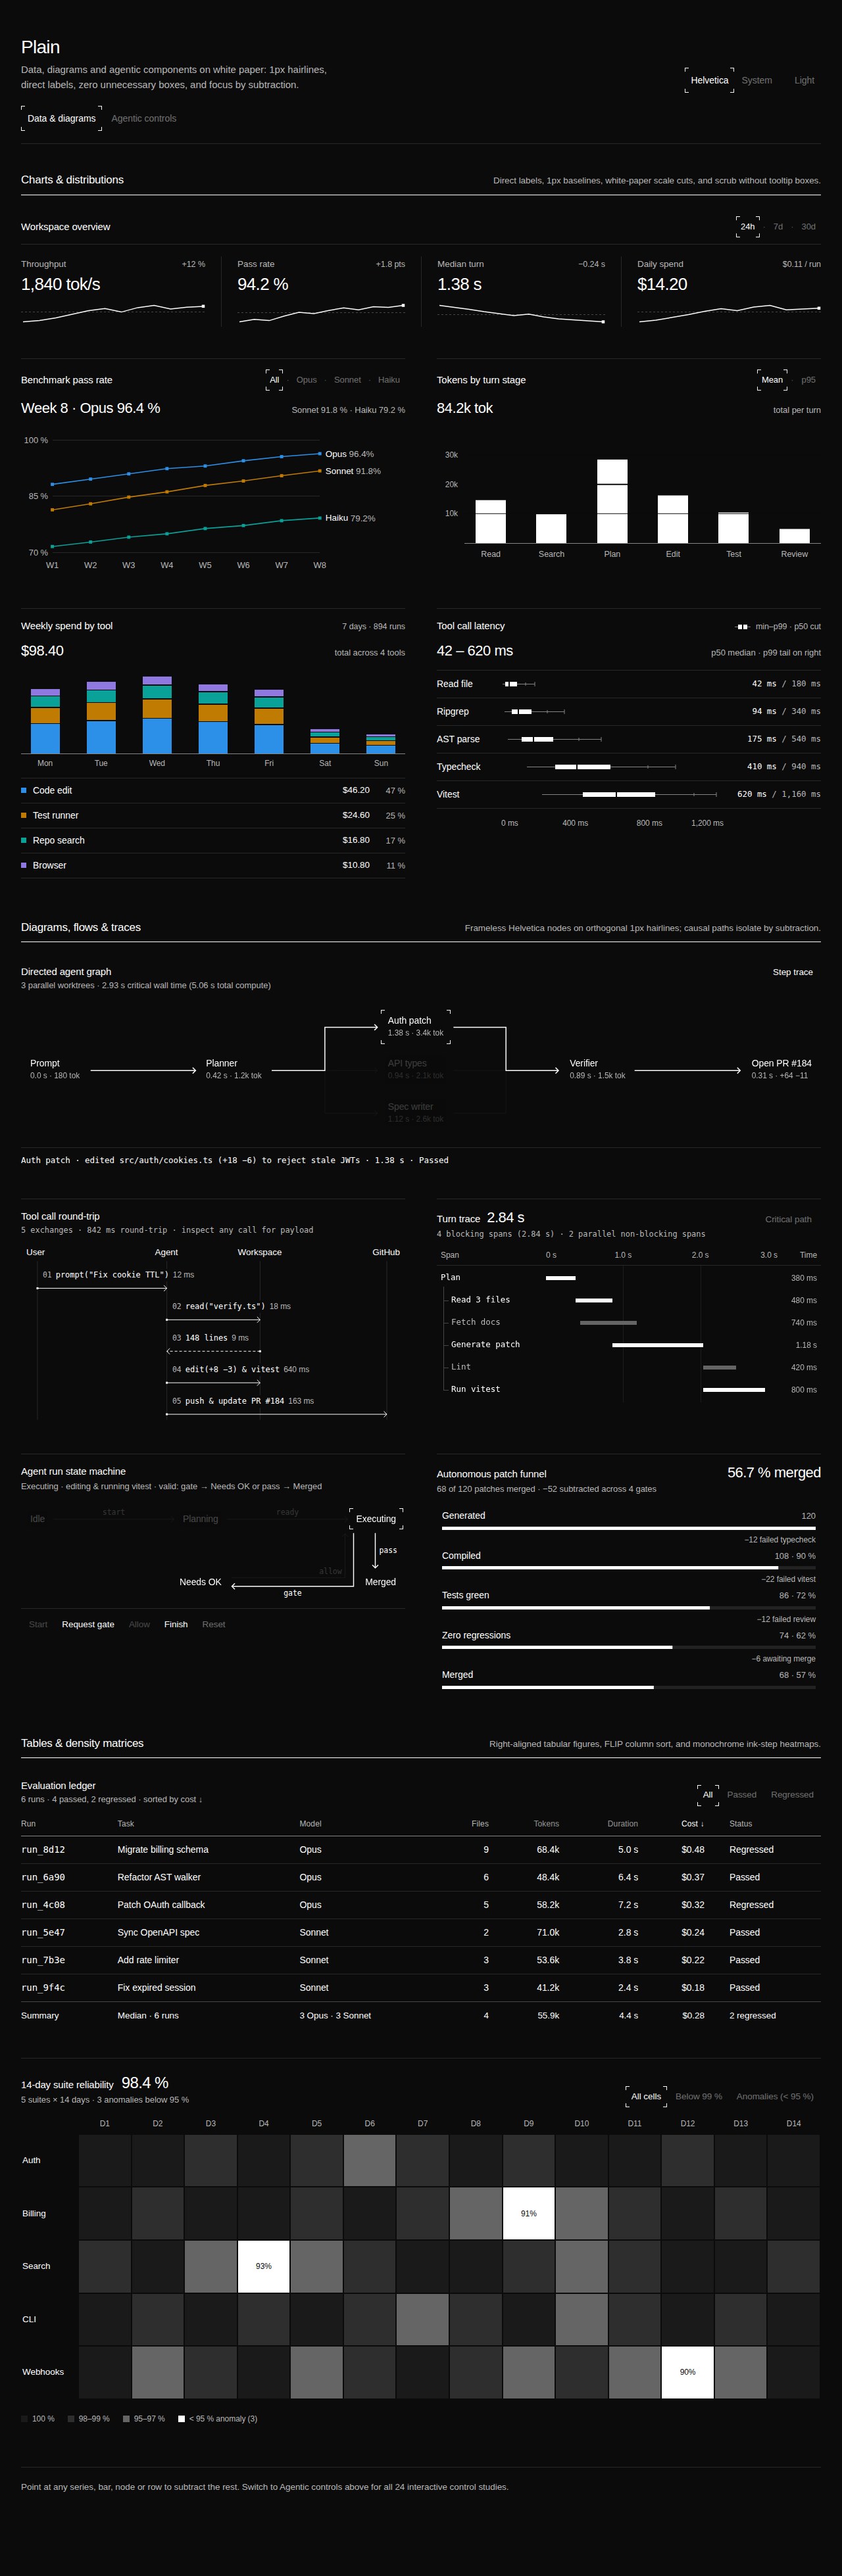 Plain
Data, diagrams and agentic components on white paper: 1px hairlines,
direct labels, zero unnecessary boxes, and focus by subtraction.
Helvetica System Light
Data & diagrams Agentic controls
Charts & distributions Direct labels, 1px baselines, white-paper scale cuts, and scrub without tooltip boxes.
Workspace overview 24h · 7d · 30d
Throughput +12 % Pass rate +1.8 pts Median turn −0.24 s Daily spend $0.11 / run
1,840 tok/s 94.2 % 1.38 s $14.20
Benchmark pass rate All · Opus · Sonnet · Haiku
Week 8 · Opus 96.4 % Sonnet 91.8 % · Haiku 79.2 %
100 %
85 %
70 %
Opus 96.4%
Sonnet 91.8%
Haiku 79.2%
W1 W2 W3 W4 W5 W6 W7 W8
Tokens by turn stage Mean · p95
84.2k tok total per turn
30k
20k
10k
Read Search Plan Edit Test Review
Weekly spend by tool 7 days · 894 runs
$98.40 total across 4 tools
Mon Tue Wed Thu Fri Sat Sun
Code edit $46.20 47 %
Test runner $24.60 25 %
Repo search $16.80 17 %
Browser $10.80 11 %
Tool call latency min–p99 · p50 cut
42 – 620 ms p50 median · p99 tail on right
Read file 42 ms / 180 ms
Ripgrep 94 ms / 340 ms
AST parse 175 ms / 540 ms
Typecheck 410 ms / 940 ms
Vitest 620 ms / 1,160 ms
0 ms 400 ms 800 ms 1,200 ms
Diagrams, flows & traces Frameless Helvetica nodes on orthogonal 1px hairlines; causal paths isolate by subtraction.
Directed agent graph Step trace
3 parallel worktrees · 2.93 s critical wall time (5.06 s total compute)
Auth patch
1.38 s · 3.4k tok
Prompt Planner API types Verifier Open PR #184
0.0 s · 180 tok 0.42 s · 1.2k tok 0.94 s · 2.1k tok 0.89 s · 1.5k tok 0.31 s · +64 −11
Spec writer
1.12 s · 2.8k tok
Auth patch · edited src/auth/cookies.ts (+18 −6) to reject stale JWTs · 1.38 s · Passed
Tool call round-trip
5 exchanges · 842 ms round-trip · inspect any call for payload
User Agent Workspace GitHub
01 prompt("Fix cookie TTL") 12 ms
02 read("verify.ts") 18 ms
03 148 lines 9 ms
04 edit(+8 −3) & vitest 640 ms
05 push & update PR #184 163 ms
Turn trace 2.84 s Critical path
4 blocking spans (2.84 s) · 2 parallel non-blocking spans
Span 0 s 1.0 s 2.0 s 3.0 s Time
Plan 380 ms
Read 3 files 480 ms
Fetch docs 740 ms
Generate patch 1.18 s
Lint 420 ms
Run vitest 800 ms
Agent run state machine
Executing · editing & running vitest · valid: gate → Needs OK or pass → Merged
start ready
Idle Planning Executing
pass
allow
Needs OK Merged
gate
Start Request gate Allow Finish Reset
Autonomous patch funnel 56.7 % merged
68 of 120 patches merged · −52 subtracted across 4 gates
Generated 120
−12 failed typecheck
Compiled 108 · 90 %
−22 failed vitest
Tests green 86 · 72 %
−12 failed review
Zero regressions 74 · 62 %
−6 awaiting merge
Merged 68 · 57 %
Tables & density matrices Right-aligned tabular figures, FLIP column sort, and monochrome ink-step heatmaps.
Evaluation ledger
6 runs · 4 passed, 2 regressed · sorted by cost ↓
All Passed Regressed
Run Task Model Files Tokens Duration Cost ↓ Status
run_8d12 Migrate billing schema Opus 9 68.4k 5.0 s $0.48 Regressed
run_6a90 Refactor AST walker Opus 6 48.4k 6.4 s $0.37 Passed
run_4c08 Patch OAuth callback Opus 5 58.2k 7.2 s $0.32 Regressed
run_5e47 Sync OpenAPI spec Sonnet 2 71.0k 2.8 s $0.24 Passed
run_7b3e Add rate limiter Sonnet 3 53.6k 3.8 s $0.22 Passed
run_9f4c Fix expired session Sonnet 3 41.2k 2.4 s $0.18 Passed
Summary Median · 6 runs 3 Opus · 3 Sonnet 4 55.9k 4.4 s $0.28 2 regressed
14-day suite reliability 98.4 %
5 suites × 14 days · 3 anomalies below 95 %
All cells Below 99 % Anomalies (< 95 %)
D1 D2 D3 D4 D5 D6 D7 D8 D9 D10 D11 D12 D13 D14
Auth
Billing 91%
Search 93%
CLI
Webhooks 90%
100 % 98–99 % 95–97 % < 95 % anomaly (3)
Point at any series, bar, node or row to subtract the rest. Switch to Agentic controls above for all 24 interactive control studies.